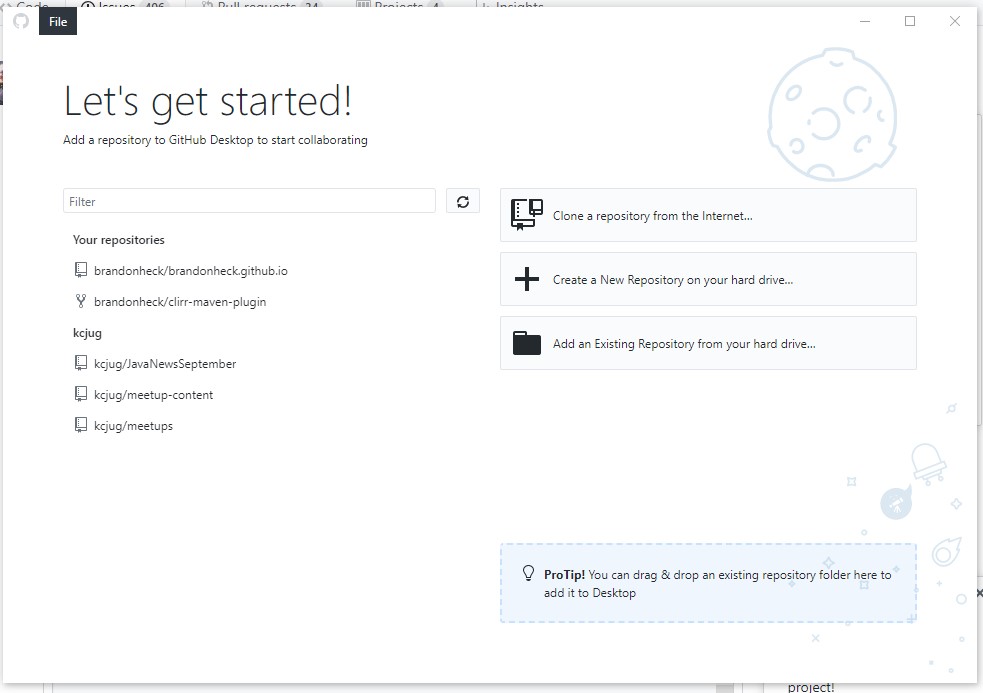 Code Issues 406 Pull requests 24 Projects 4 Insights
File
Let's get started!
Add a repository to GitHub Desktop to start collaborating
Filter
Your repositories
brandonheck/brandonheck.github.io
brandonheck/clirr-maven-plugin
kcjug
kcjug/JavaNewsSeptember
kcjug/meetup-content
kcjug/meetups
Clone a repository from the Internet...
Create a New Repository on your hard drive...
Add an Existing Repository from your hard drive...
ProTip! You can drag & drop an existing repository folder here to
add it to Desktop
project!